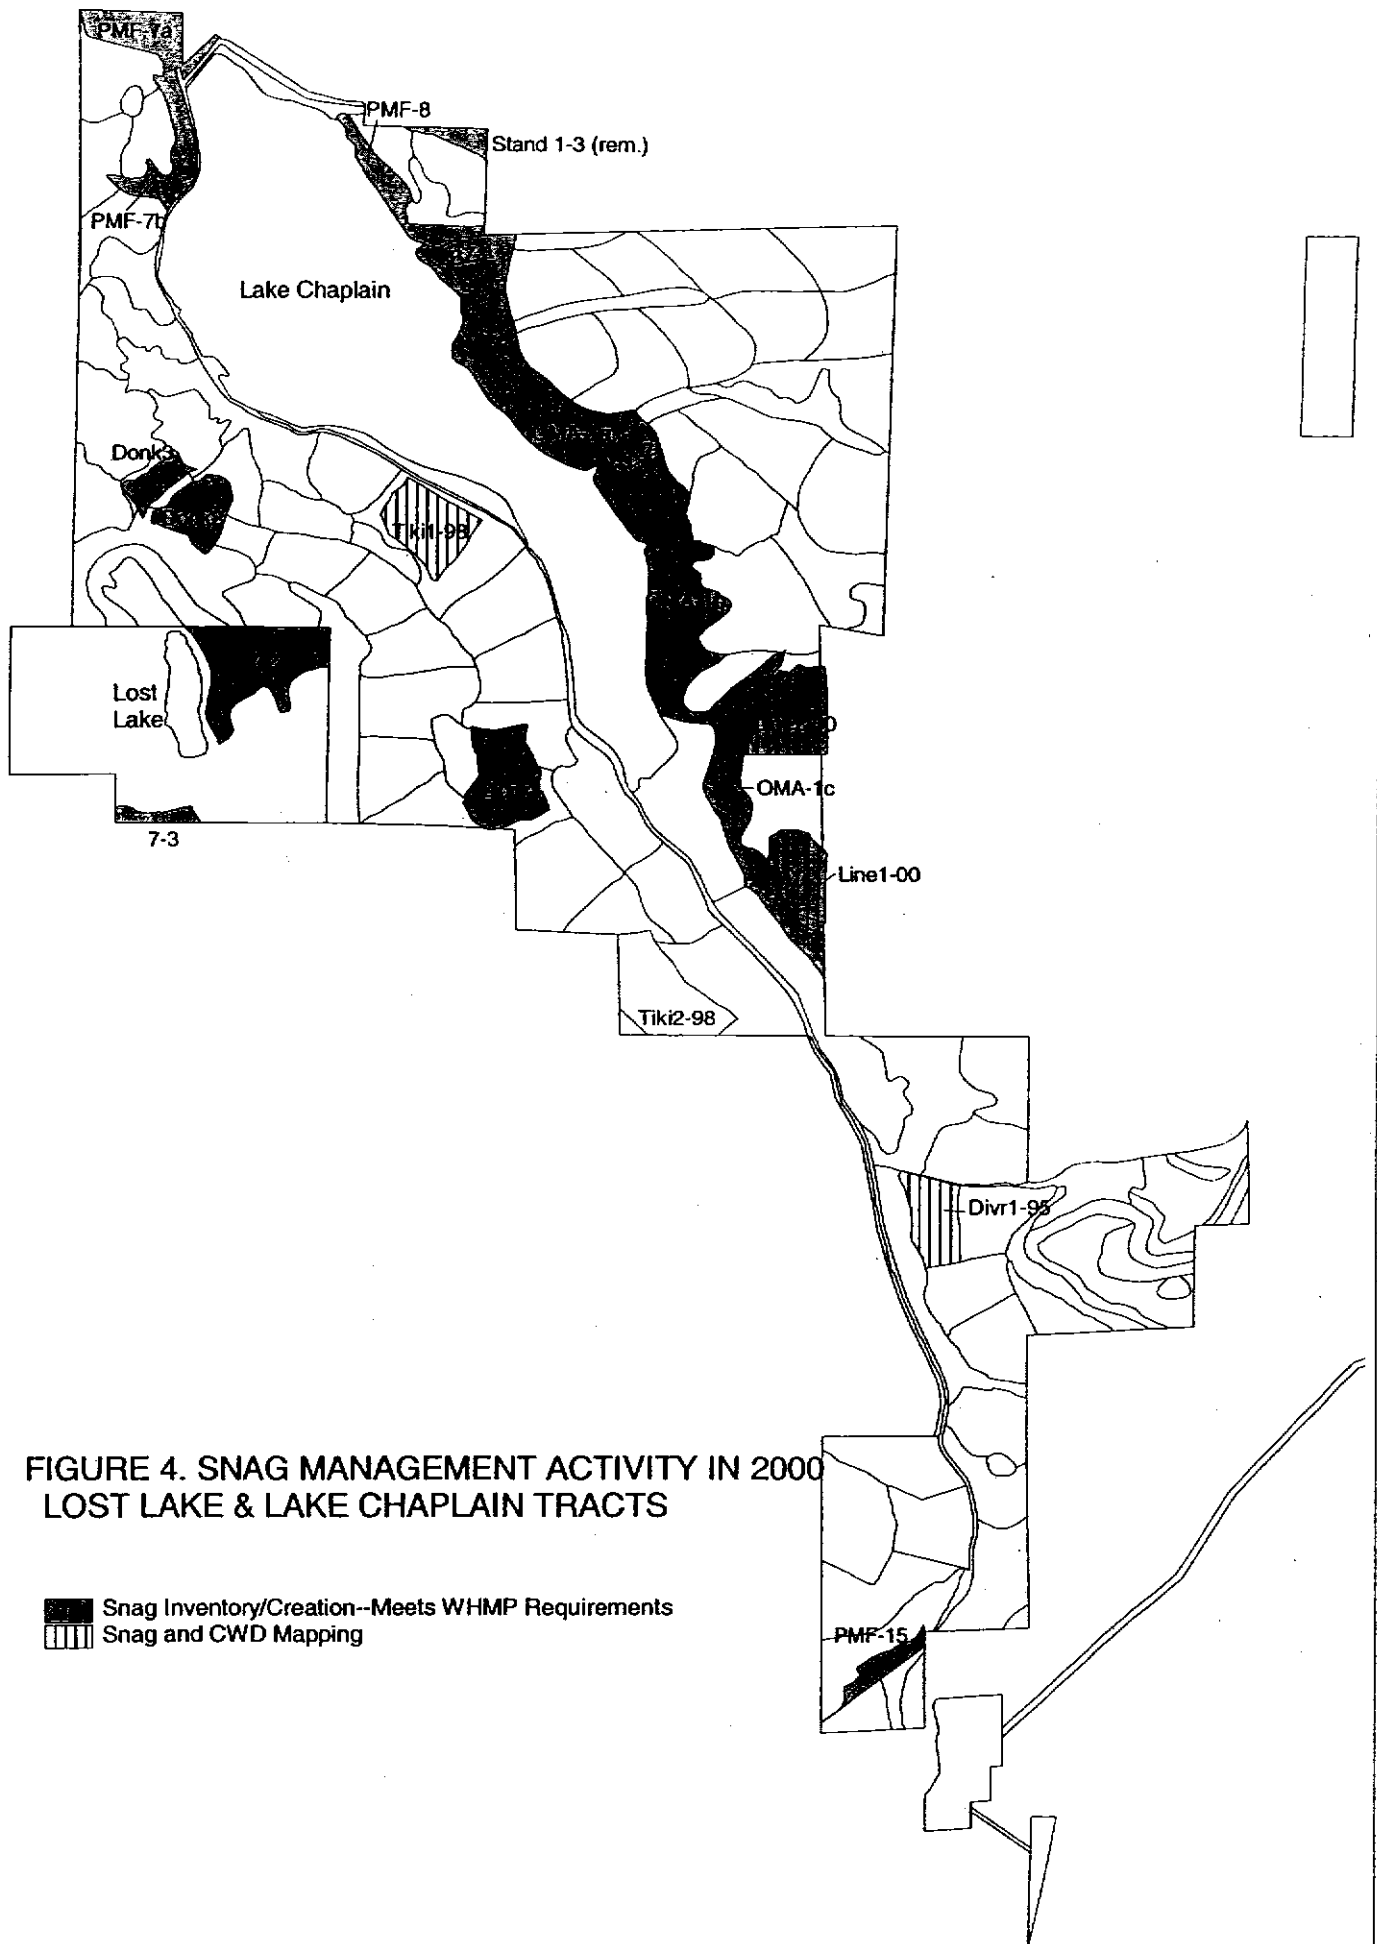 PMF-7a
PMF-8
Stand 1-3 (rem.)
PMF-7b
Lake Chaplain
Donk3
Tiki1-98
Lost
Lake
OMA-1c
7-3
Line1-00
Tiki2-98
Divr1-95
FIGURE 4. SNAG MANAGEMENT ACTIVITY IN 2000
LOST LAKE & LAKE CHAPLAIN TRACTS
Snag Inventory/Creation--Meets WHMP Requirements
Snag and CWD Mapping
PMF-15